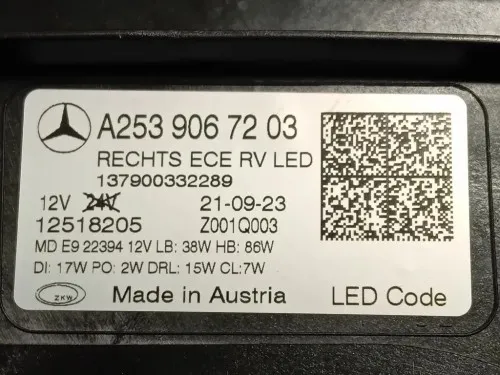 A253 906 72 03
RECHTS ECE RV LED
137900332289
12V 24V 21-09-23
12518205 Z001Q003
MD E9 22394 12V LB: 38W HB: 86W
DI: 17W PO: 2W DRL: 15W CL:7W
ZKW Made in Austria LED Code